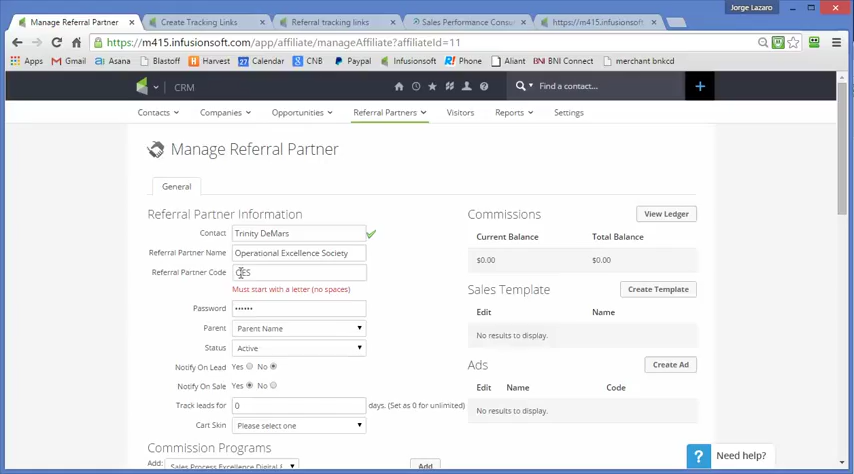 Jorge Lazaro
Manage Referral Partner
Create Tracking Links
Referral tracking links
Sales Performance Consu
https://m415.infusionsoft.c
https://m415.infusionsoft.com/app/affiliate/manageAffiliate?affiliateId=11
Apps Gmail Asana Blastoff Harvest Calendar CNB Paypal Infusionsoft Phone Aliant BNI Connect merchant bnkcd
CRM
Find a contact...
Contacts Companies Opportunities Referral Partners Visitors Reports Settings
Manage Referral Partner
General
Referral Partner Information
Contact Trinity DeMars
Referral Partner Name Operational Excellence Society
Referral Partner Code OES
Must start with a letter (no spaces)
Password ••••••
Parent Parent Name
Status Active
Notify On Lead Yes No
Notify On Sale Yes No
Track leads for 0 days. (Set as 0 for unlimited)
Cart Skin Please select one
Commission Programs
Add: Sales Process Excellence Digital Add
Commissions View Ledger
Current Balance Total Balance
$0.00 $0.00
Sales Template Create Template
Edit Name
No results to display.
Ads Create Ad
Edit Name Code
No results to display.
? Need help?